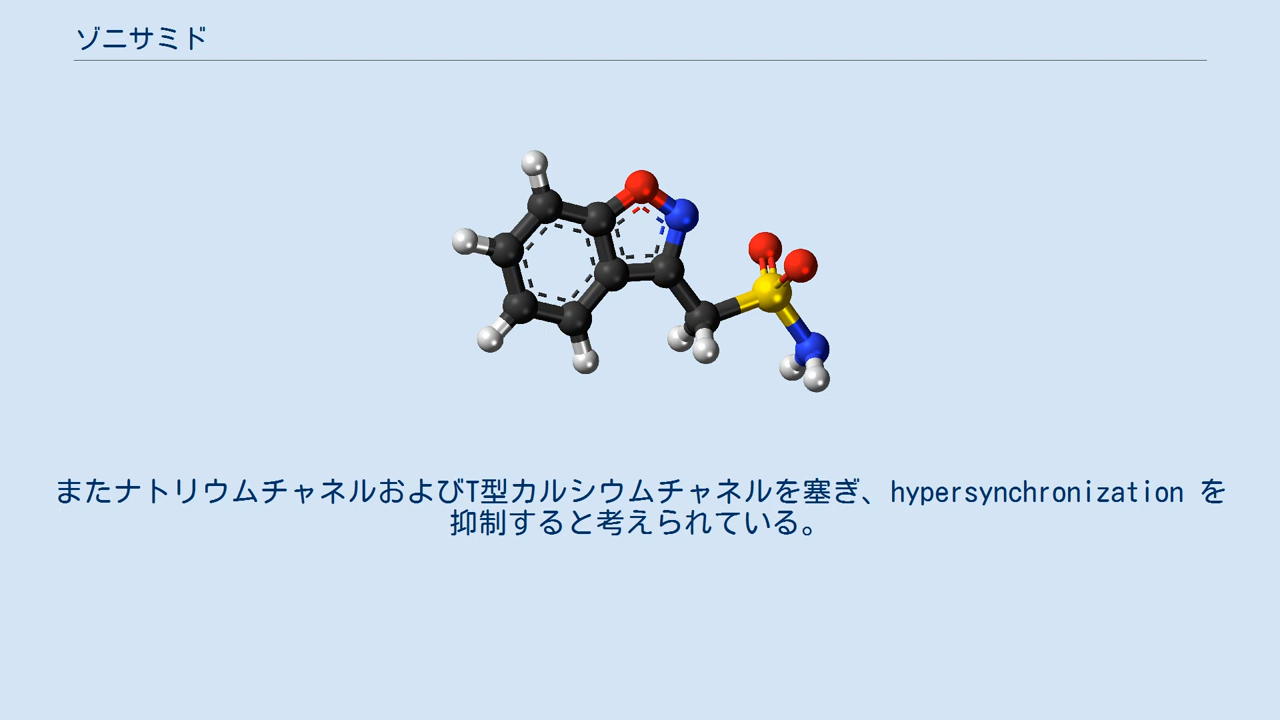 ゾニサミド
またナトリウムチャネルおよびT型カルシウムチャネルを塞ぎ、hypersynchronization を
抑制すると考えられている。